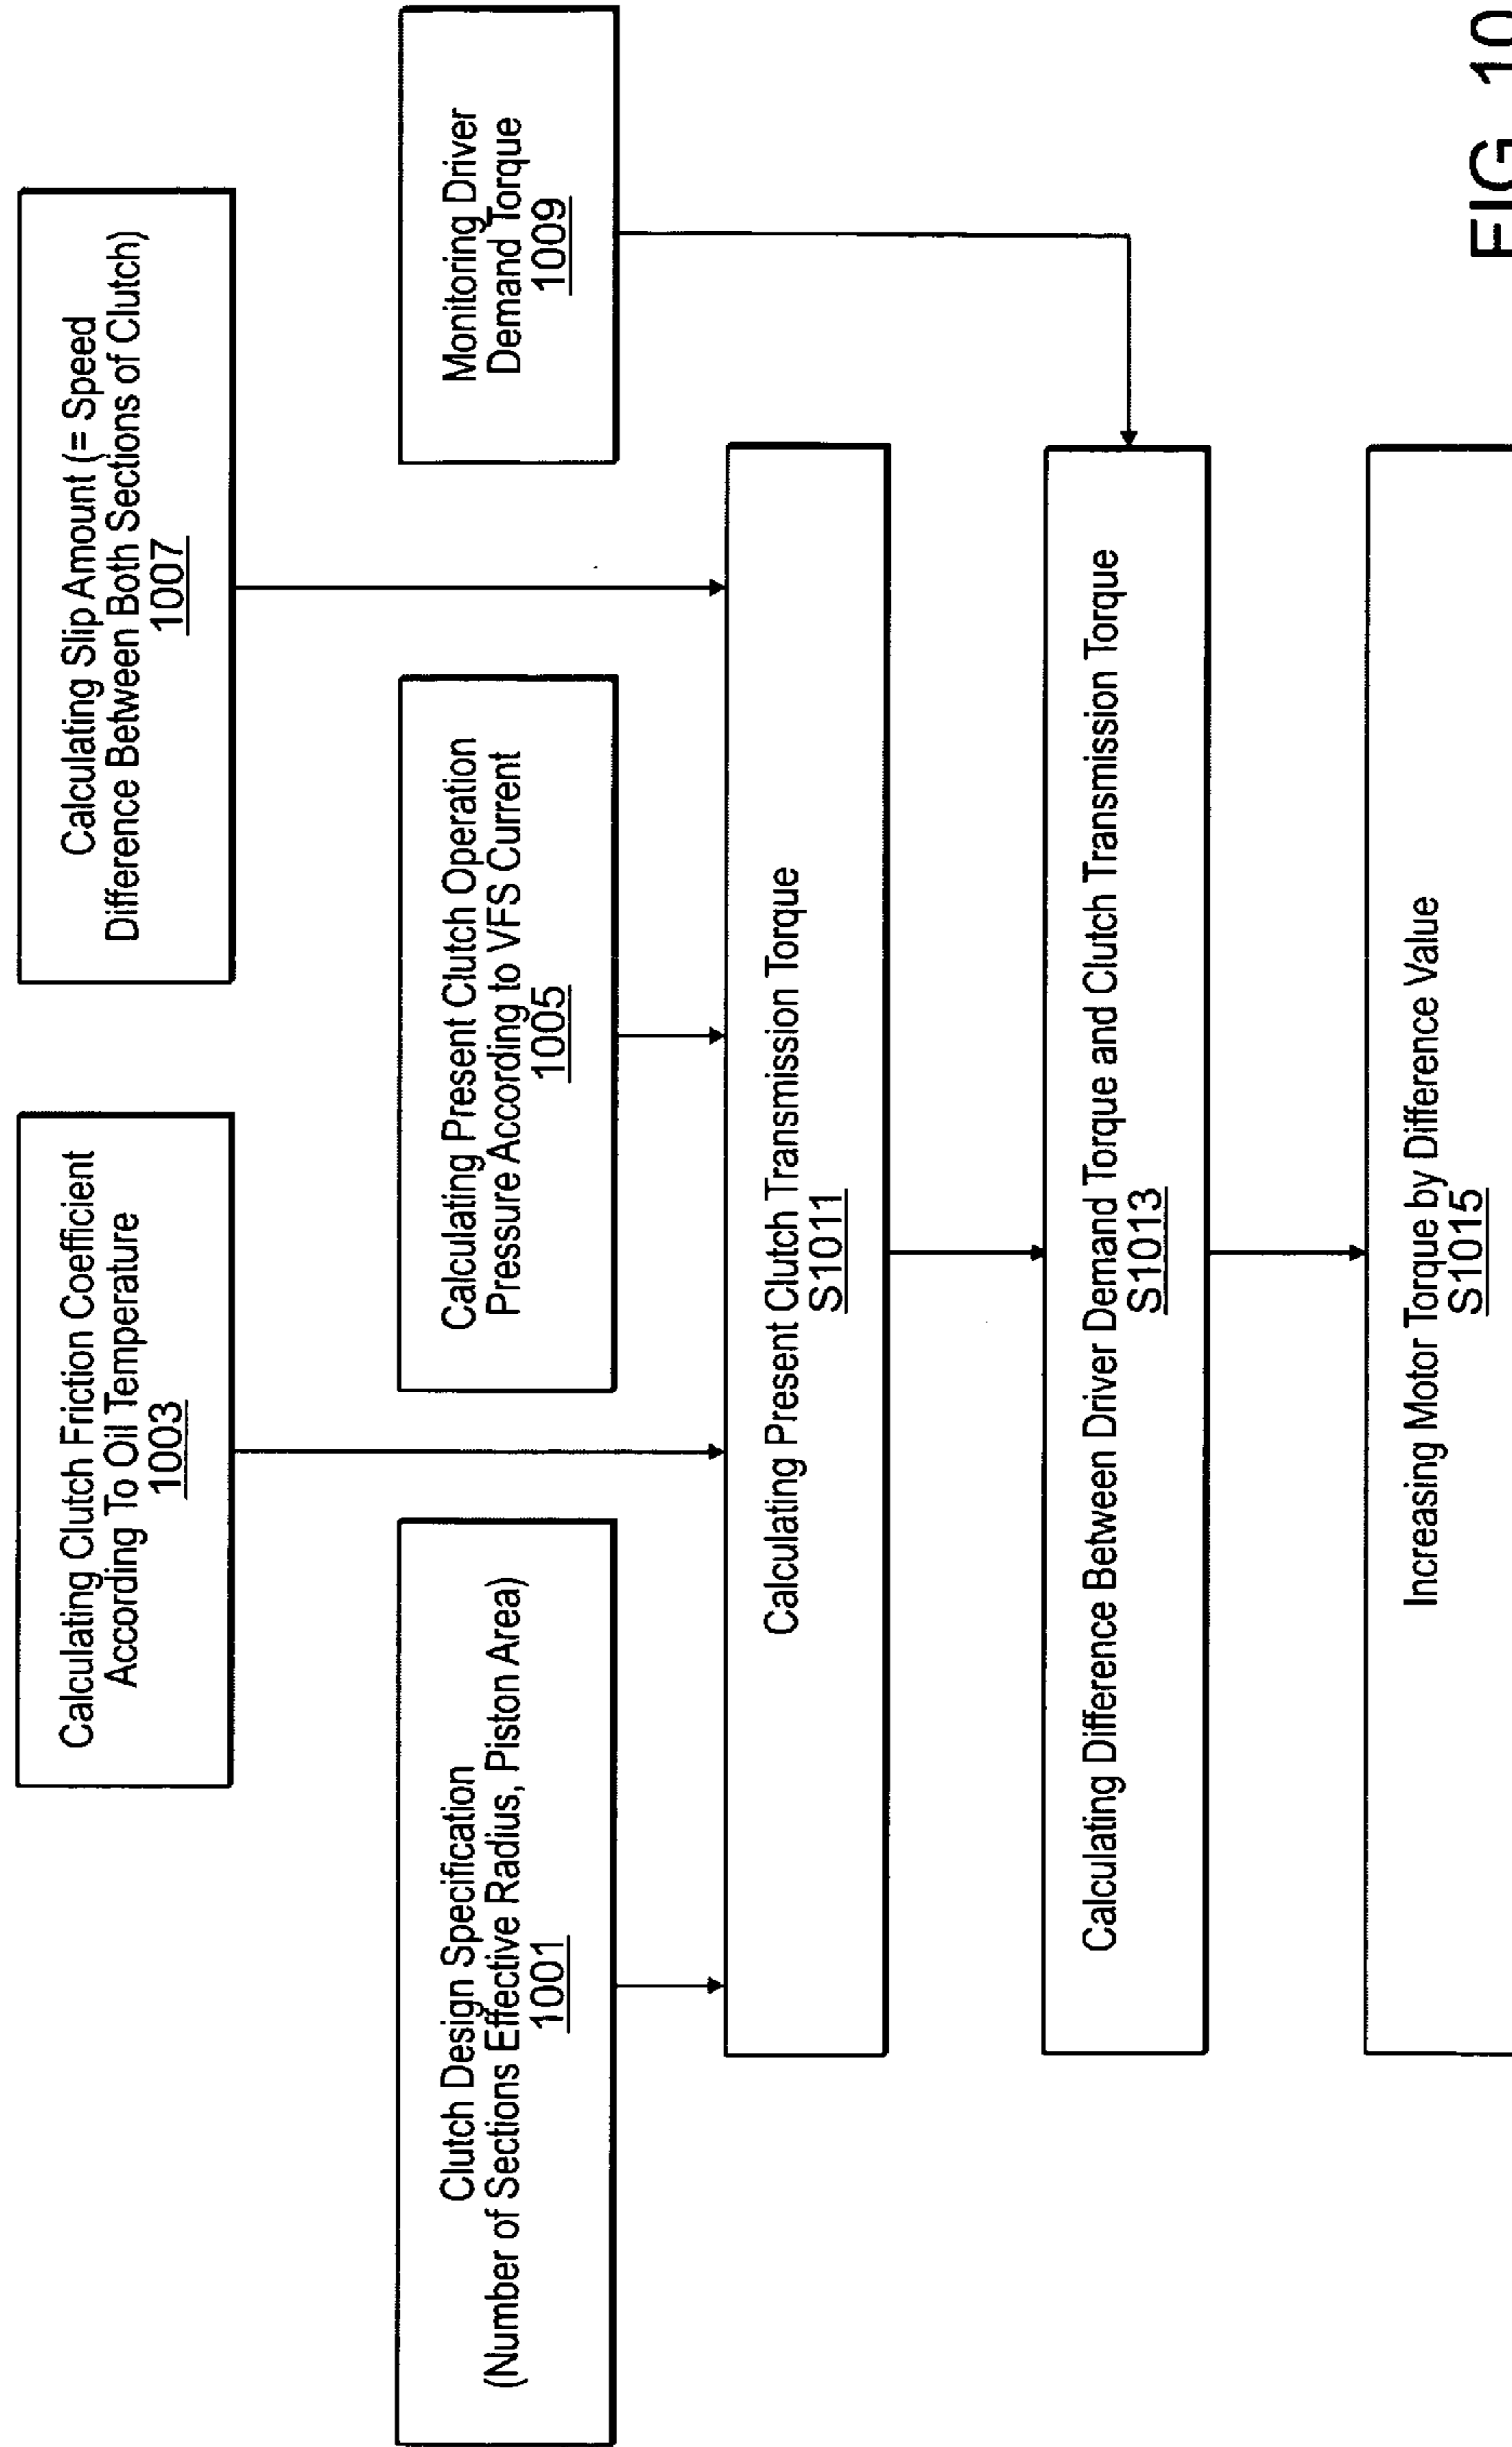 Calculating Clutch Friction Coefficient
According To Oil Temperature
1003
Calculating Slip Amount (= Speed
Difference Between Both Sections of Clutch)
1007
Clutch Design Specification
(Number of Sections Effective Radius, Piston Area)
1001
Calculating Present Clutch Operation
Pressure According to VFS Current
1005
Monitoring Driver
Demand Torque
1009
Calculating Present Clutch Transmission Torque
S1011
Calculating Difference Between Driver Demand Torque and Clutch Transmission Torque
S1013
Increasing Motor Torque by Difference Value
S1015
FIG. 10